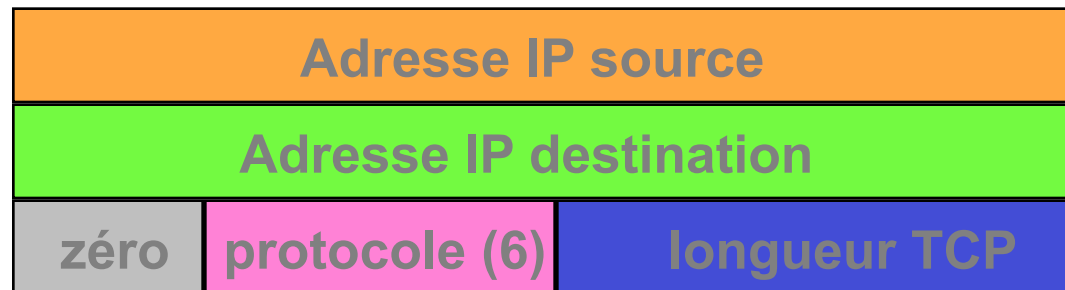 Adresse IP source
Adresse IP destination
zéro protocole (6) longueur TCP